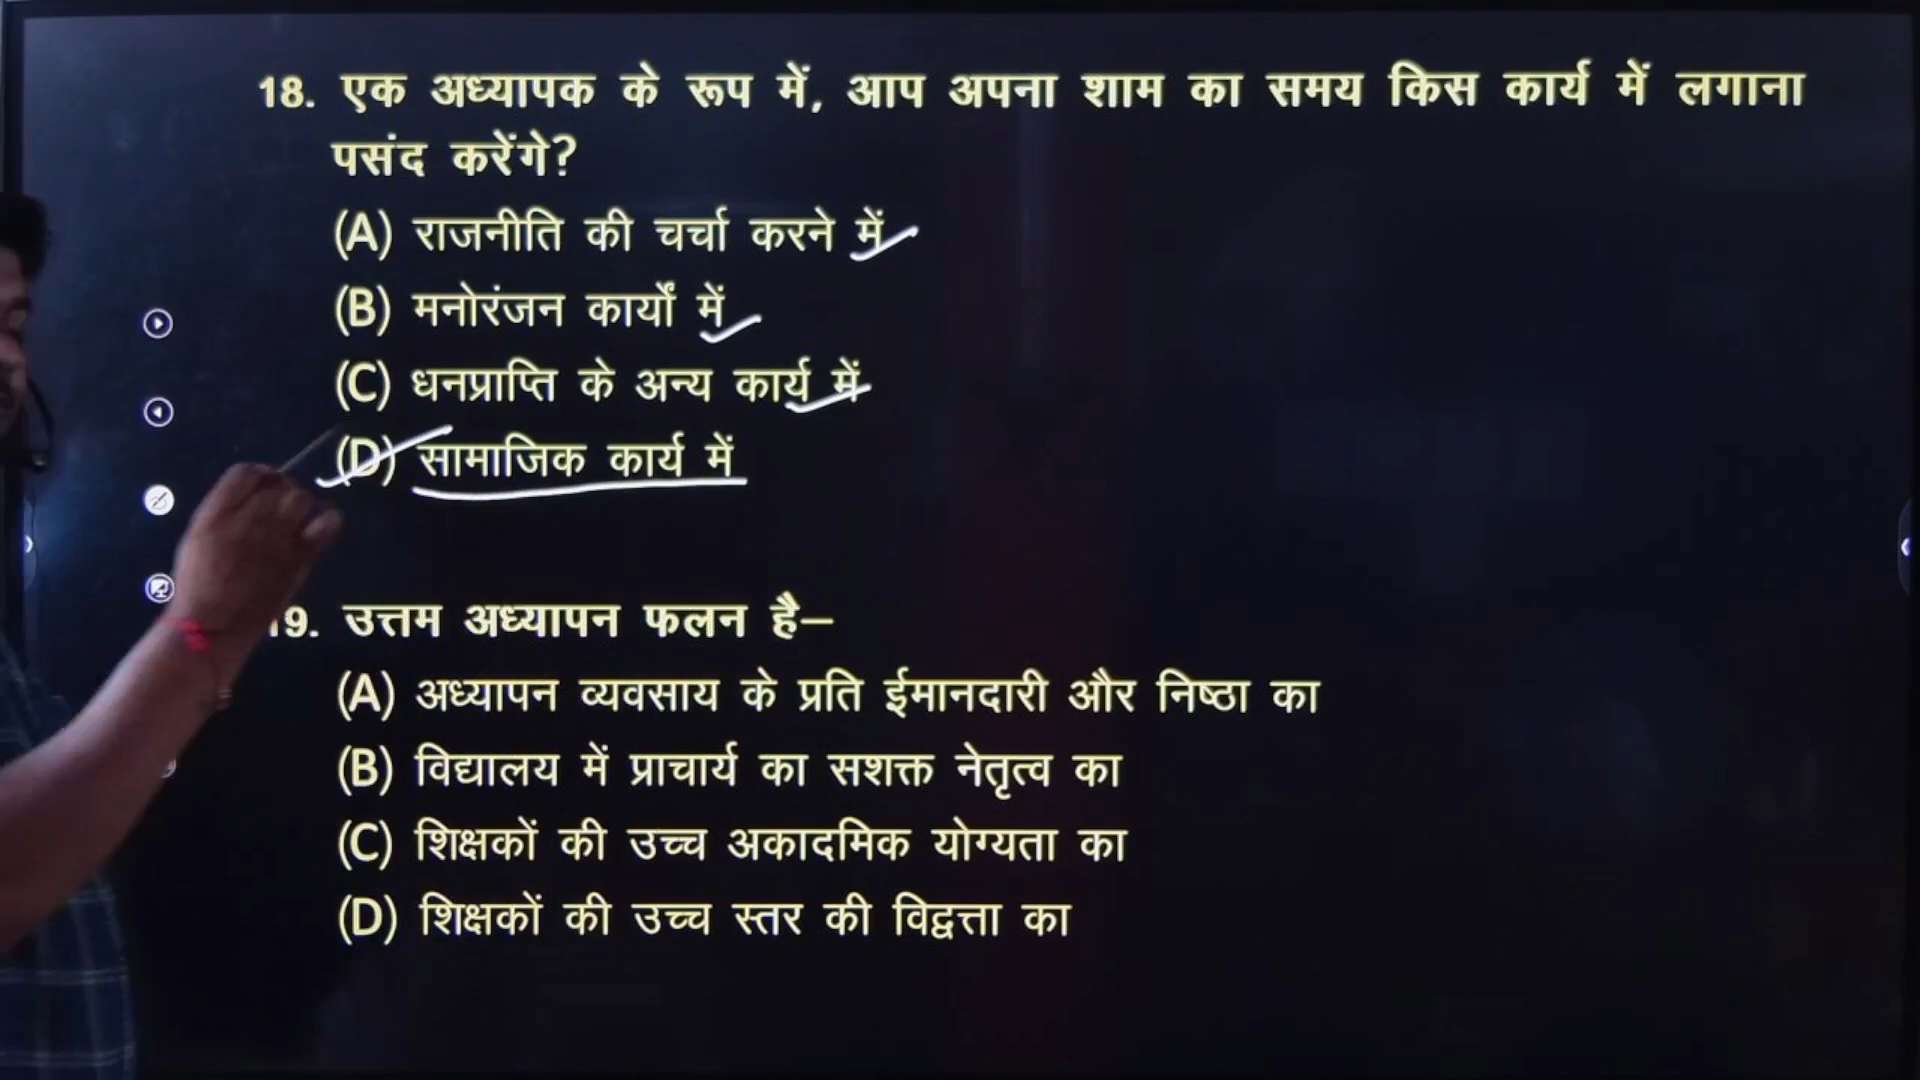 18. एक अध्यापक के रूप में, आप अपना शाम का समय किस कार्य में लगाना
पसंद करेंगे?
(A) राजनीति की चर्चा करने में
(B) मनोरंजन कार्यों में
(C) धनप्राप्ति के अन्य कार्य में
(D) सामाजिक कार्य में
19. उत्तम अध्यापन फलन है–
(A) अध्यापन व्यवसाय के प्रति ईमानदारी और निष्ठा का
(B) विद्यालय में प्राचार्य का सशक्त नेतृत्व का
(C) शिक्षकों की उच्च अकादमिक योग्यता का
(D) शिक्षकों की उच्च स्तर की विद्वत्ता का